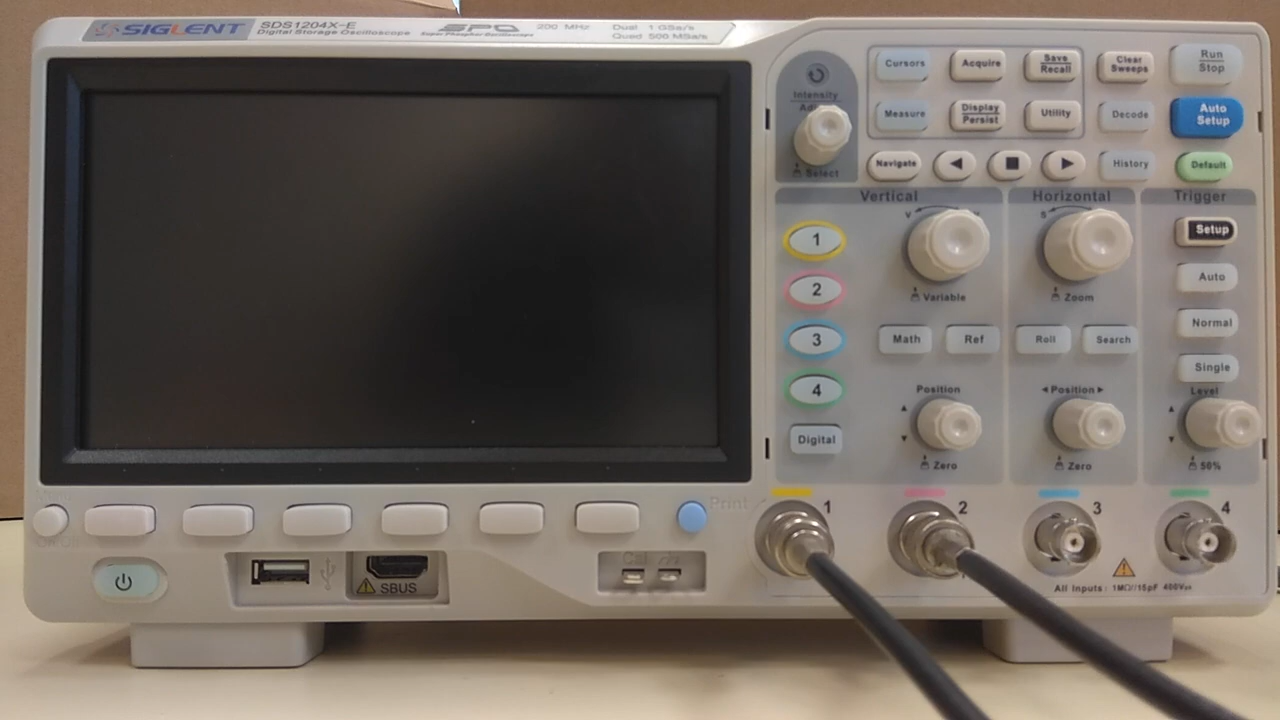 SIGLENT
SDS1204X-E
Digital Storage Oscilloscope
SPO
Super Phosphor Oscilloscope
200 MHz
Dual 1 GSa/s
Quad 500 MSa/s
Intensity
Select
Cursors
Acquire
Save
Recall
Clear
Sweeps
Run
Stop
Measure
Display
Persist
Utility
Decode
Auto
Setup
Navigate
History
Default
Vertical
Horizontal
Trigger
V
S
1
2
3
4
Digital
Variable
Zoom
Setup
Auto
Normal
Single
Math
Ref
Roll
Search
Position
Position
Level
Zero
Zero
50%
Print
1
2
3
4
SBUS
All Inputs: 1MΩ//15pF 400Vpk